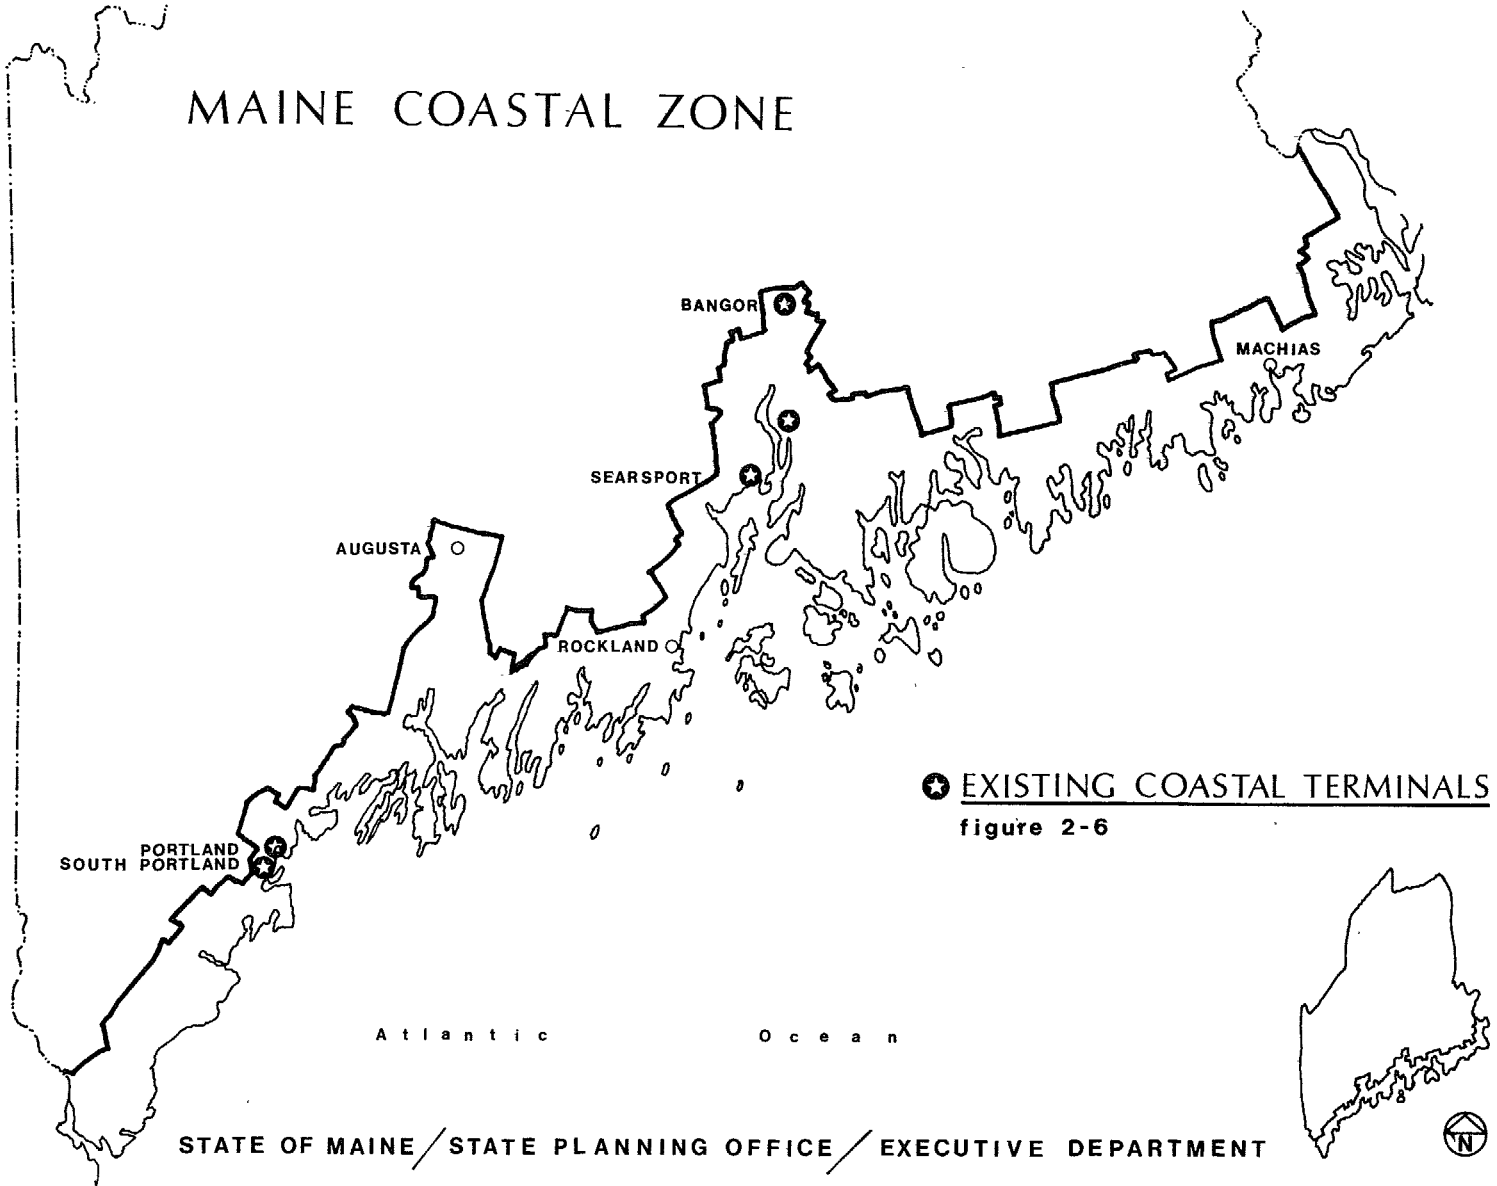 MAINE COASTAL ZONE
BANGOR
MACHIAS
SEARSPORT
AUGUSTA
ROCKLAND
EXISTING COASTAL TERMINALS
figure 2-6
PORTLAND
SOUTH PORTLAND
Atlantic Ocean
STATE OF MAINE/STATE PLANNING OFFICE/EXECUTIVE DEPARTMENT
N